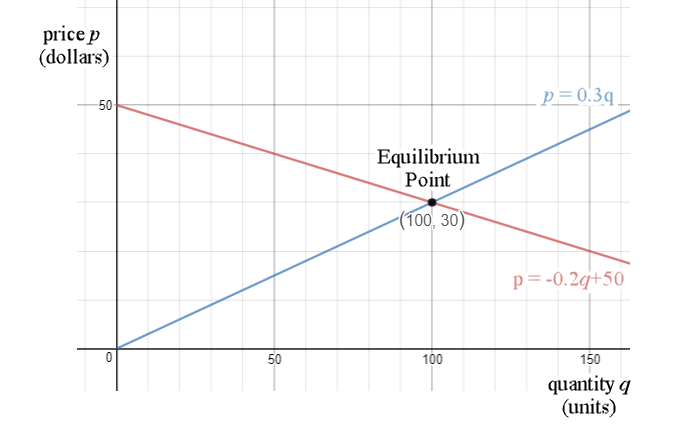 price p
(dollars)
50
p = 0.3q
Equilibrium
Point
(100, 30)
p = -0.2q+50
0
50
100
150
quantity q
(units)